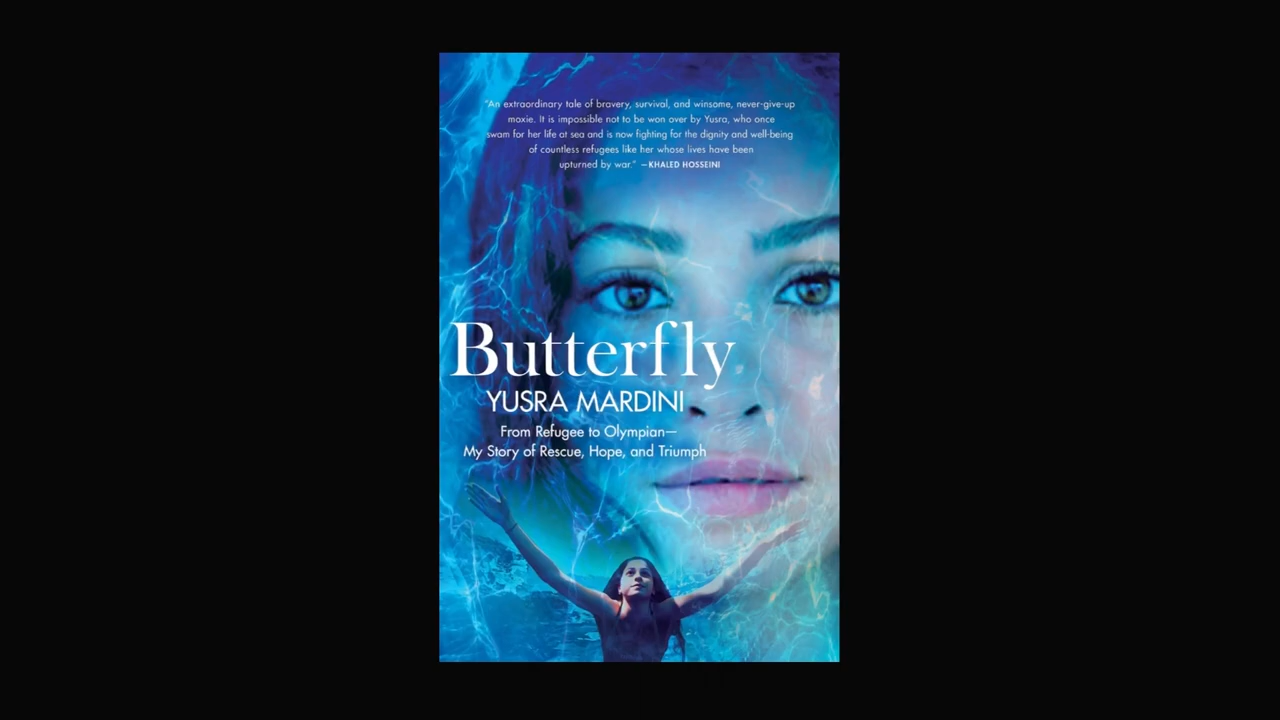 "An extraordinary tale of bravery, survival, and winsome, never-give-up
moxie. It is impossible not to be won over by Yusra, who once
swam for her life at sea and is now fighting for the dignity and well-being
of countless refugees like her whose lives have been
upturned by war." —KHALED HOSSEINI
Butterfly
YUSRA MARDINI
From Refugee to Olympian—
My Story of Rescue, Hope, and Triumph